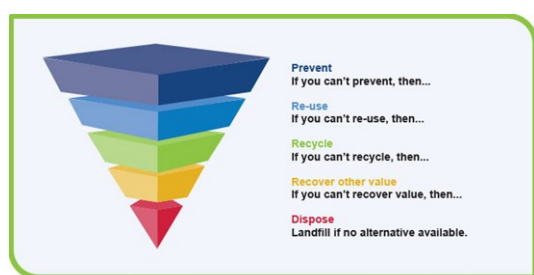 Prevent
If you can't prevent, then...
Re-use
If you can't re-use, then...
Recycle
If you can't recycle, then...
Recover other value
If you can't recover value, then...
Dispose
Landfill if no alternative available.